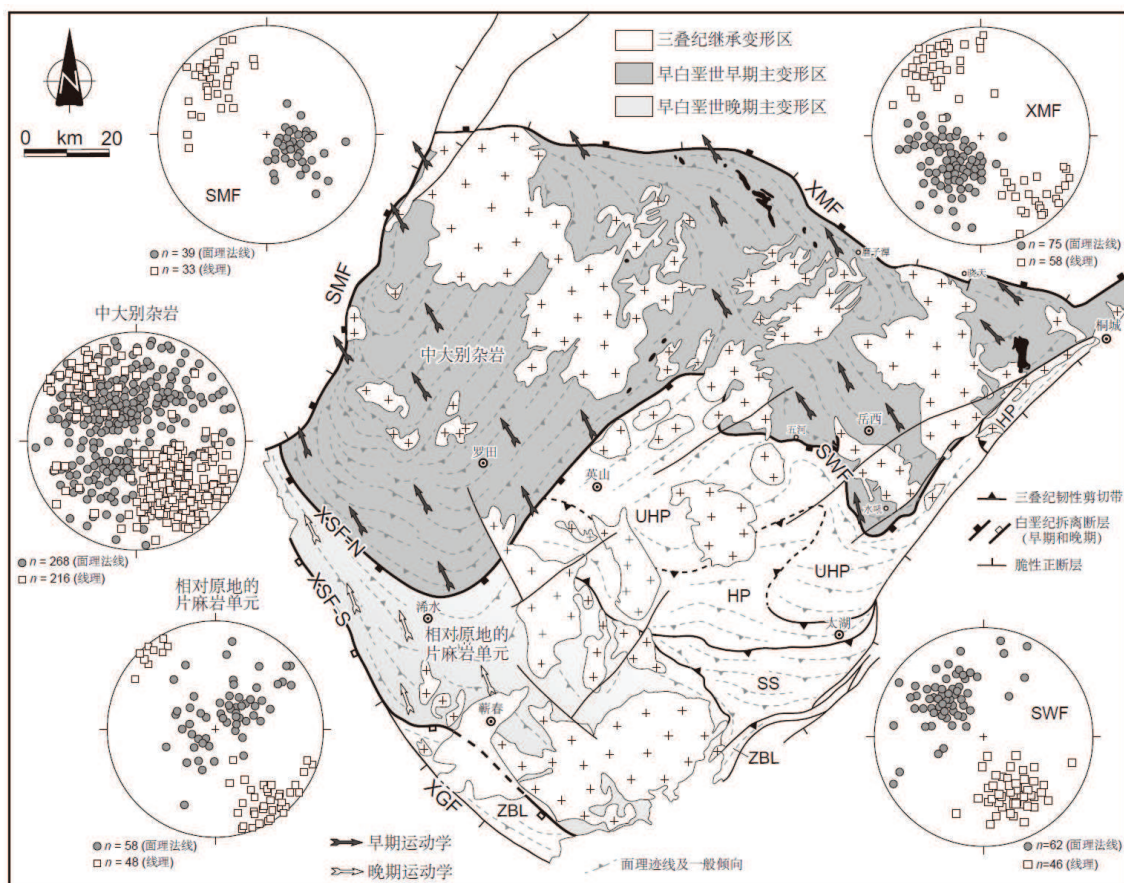 N
0 km 20
SMF
n = 39 (面理法线)
n = 33 (线理)
三叠纪继承变形区
早白垩世早期主变形区
早白垩世晚期主变形区
XMF
n = 75 (面理法线)
n = 58 (线理)
SMF
XMF
磨子潭
晓天
桐城
中大别杂岩
n = 268 (面理法线)
n = 216 (线理)
中大别杂岩
罗田
英山
五河
岳西
水吼
HP
SWF
UHP
UHP
HP
太湖
SS
ZBL
XSF-N
XSF-S
浠水
相对原地的
片麻岩单元
蕲春
XGF
ZBL
三叠纪韧性剪切带
白垩纪拆离断层
(早期和晚期)
脆性正断层
相对原地的
片麻岩单元
n = 58 (面理法线)
n = 48 (线理)
SWF
n=62 (面理法线)
n=46 (线理)
早期运动学
晚期运动学
面理迹线及一般倾向